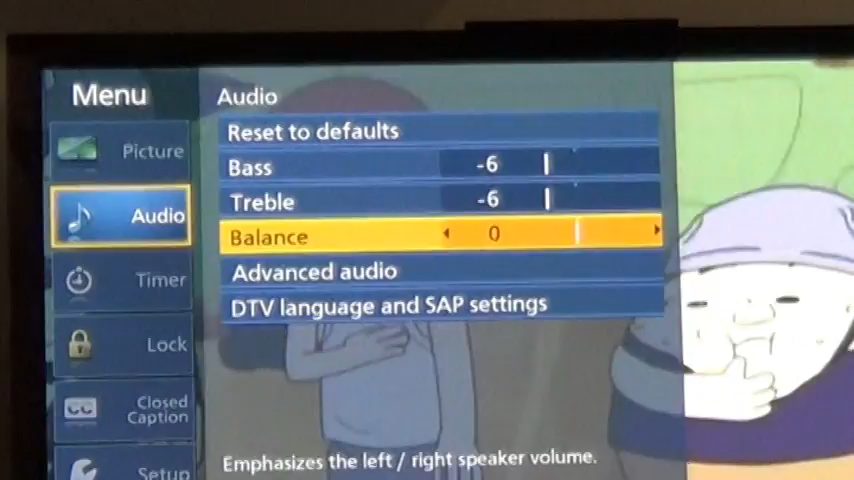 Menu
Picture
Audio
Timer
Lock
CC
Closed
Caption
Setup
Audio
Reset to defaults
Bass -6
Treble -6
Balance 0
Advanced audio
DTV language and SAP settings
Emphasizes the left / right speaker volume.